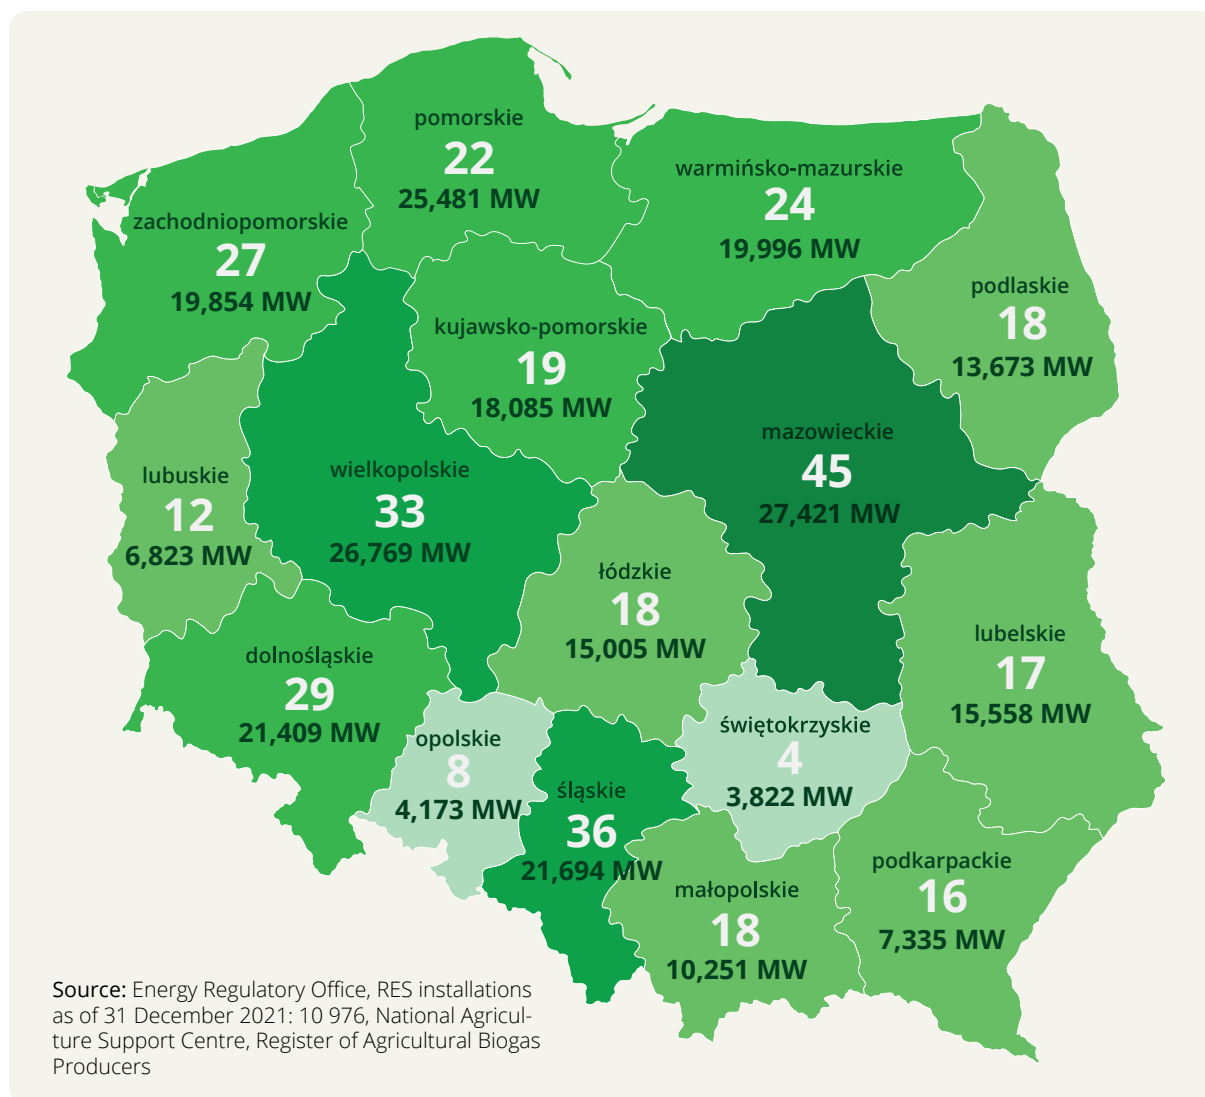 pomorskie
22
25,481 MW
warmińsko-mazurskie
24
19,996 MW
zachodniopomorskie
27
19,854 MW
podlaskie
18
13,673 MW
kujawsko-pomorskie
19
18,085 MW
mazowieckie
45
27,421 MW
lubuskie
12
6,823 MW
wielkopolskie
33
26,769 MW
łódzkie
18
15,005 MW
lubelskie
17
15,558 MW
dolnośląskie
29
21,409 MW
opolskie
8
4,173 MW
świętokrzyskie
4
3,822 MW
śląskie
36
21,694 MW
małopolskie
18
10,251 MW
podkarpackie
16
7,335 MW
Source: Energy Regulatory Office, RES installations
as of 31 December 2021: 10 976, National Agricul-
ture Support Centre, Register of Agricultural Biogas
Producers